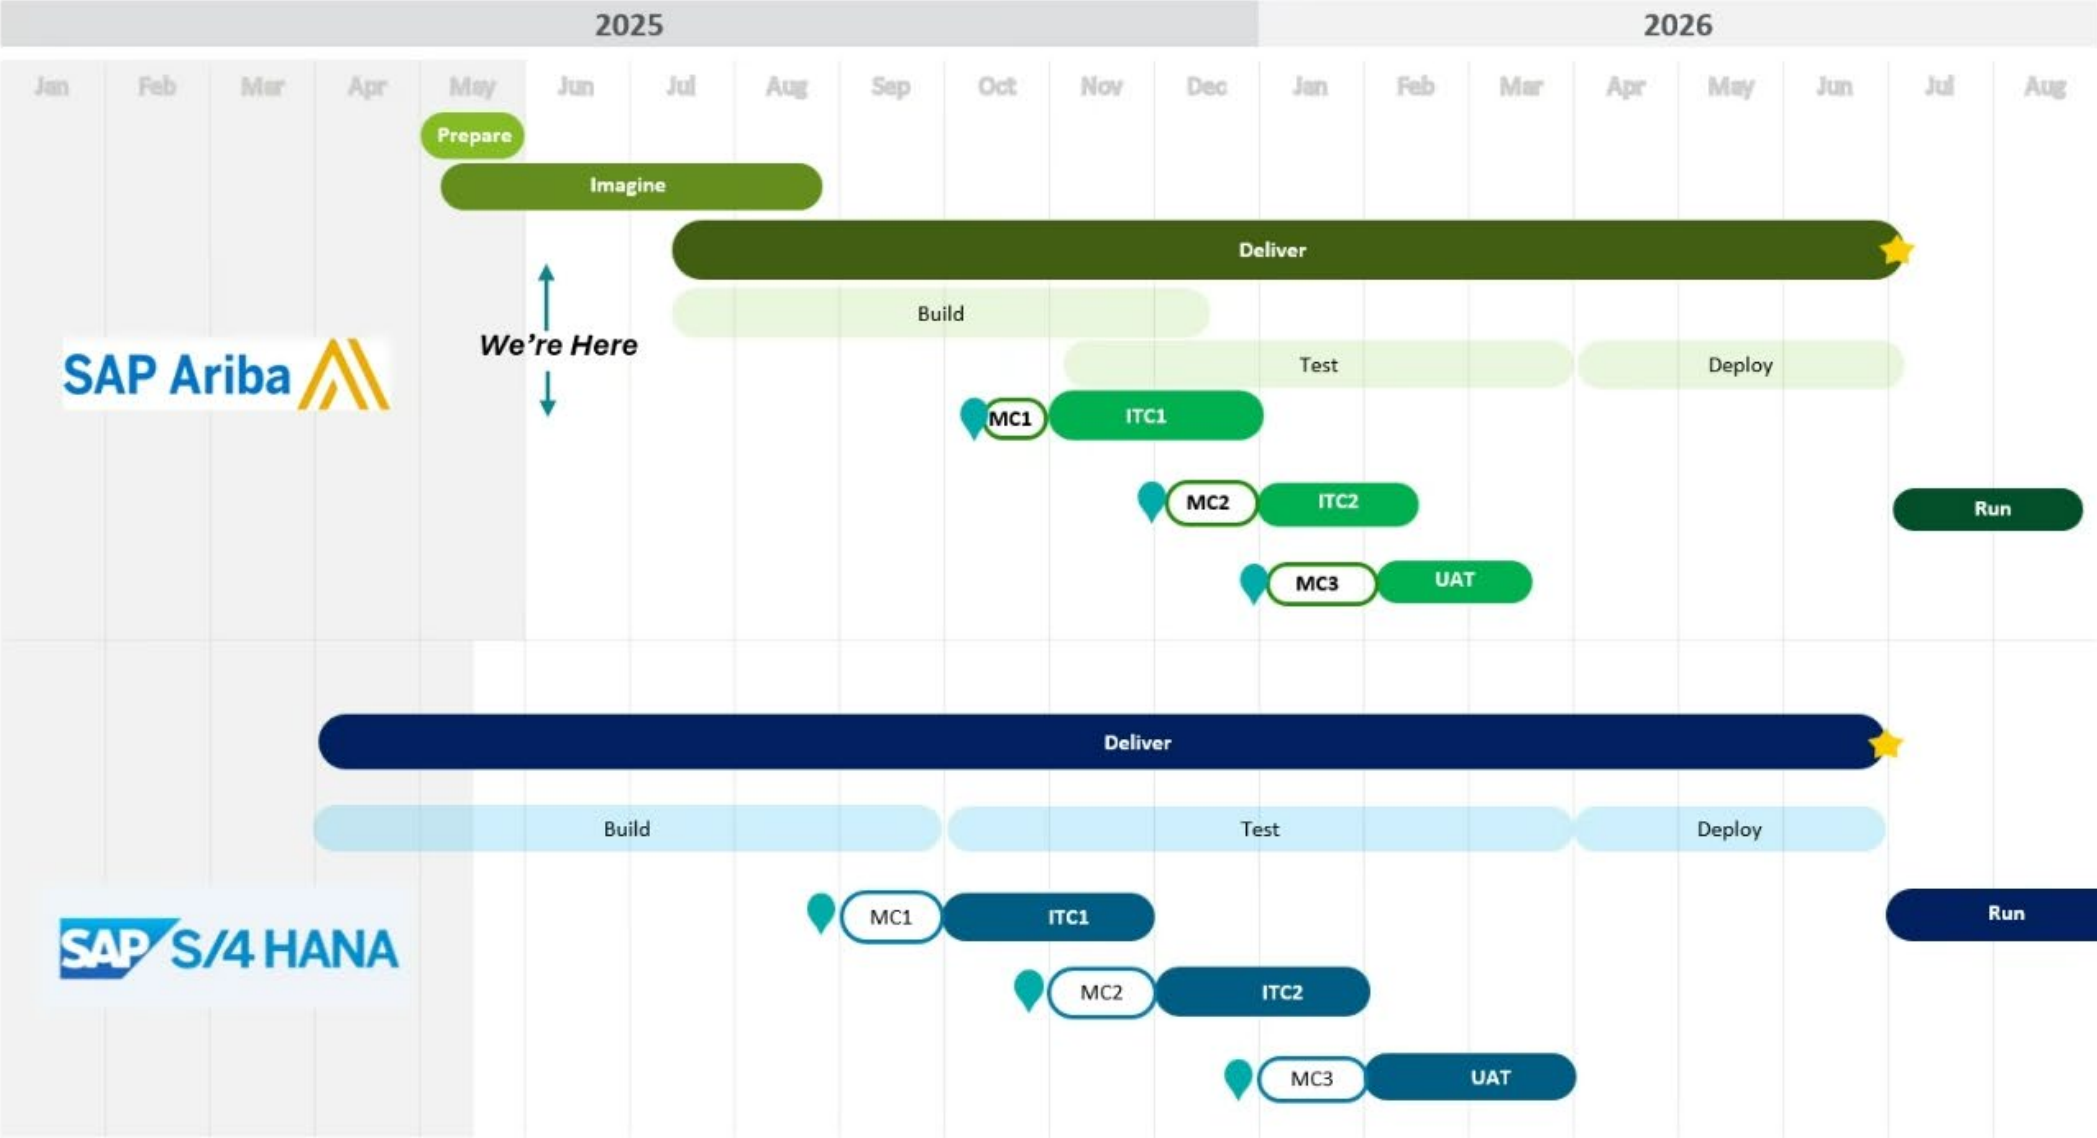 2025 2026
Jan Feb Mar Apr May Jun Jul Aug Sep Oct Nov Dec Jan Feb Mar Apr May Jun Jul Aug
Prepare
Imagine
Deliver
Build
We're Here
Test Deploy
SAP Ariba
MC1 ITC1
MC2 ITC2
Run
MC3 UAT
Deliver
Build Test Deploy
MC1 ITC1
Run
SAP S/4 HANA
MC2 ITC2
MC3 UAT